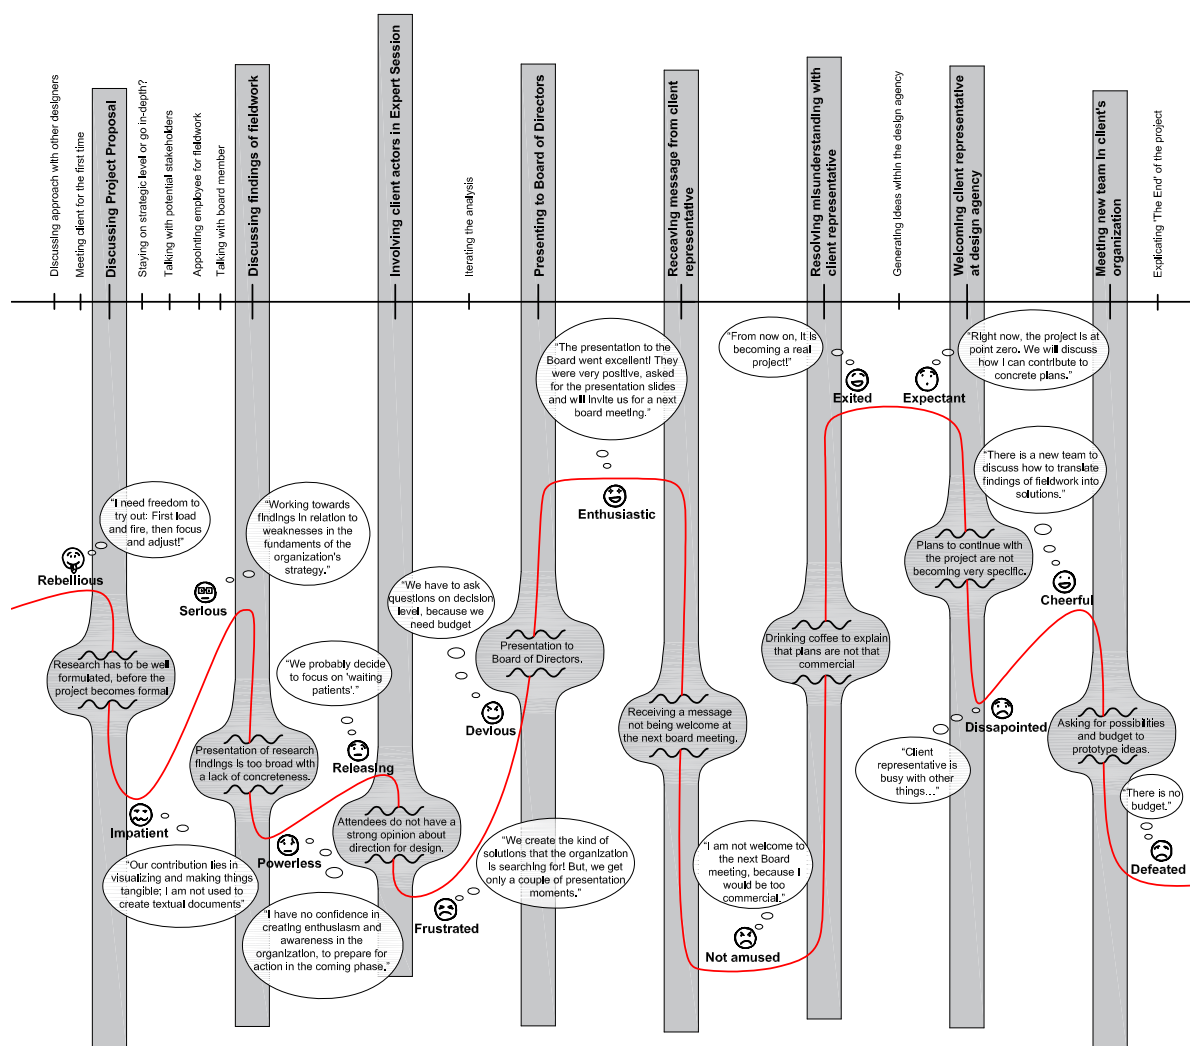 Discussing approach with other designers
Meeting client for the first time
Discussing Project Proposal
Staying on strategic level or go in-depth?
Talking with potential stakeholders
Appointing employee for fieldwork
Talking with board member
Discussing findings of fieldwork
Involving client actors in Expert Session
Iterating the analysis
Presenting to Board of Directors
Receaving message from client
representative
Resolving misunderstanding with
client representative
Generating ideas within the design agency
Welcoming client representative
at design agency
Meeting new team in client's
organization
Explicating 'The End' of the project
"I need freedom to
try out: First load
and fire, then focus
and adjust!"
Rebellious
Research has to be well
formulated, before the
project becomes formal
Impatient
"Our contribution lies in
visualizing and making things
tangible; I am not used to
create textual documents"
"Working towards
findings in relation to
weaknesses in the
fundaments of the
organization's
strategy."
Serious
Presentation of research
findings is too broad with
a lack of concreteness.
Powerless
"I have no confidence in
creating enthusiasm and
awareness in the
organization, to prepare for
action in the coming phase."
"We probably decide
to focus on 'waiting
patients'."
Releasing
Attendees do not have a
strong opinion about
direction for design.
Frustrated
"We create the kind of
solutions that the organization
is searching for! But, we get
only a couple of presentation
moments."
"We have to ask
questions on decision
level, because we
need budget
Devious
Presentation to
Board of Directors.
"The presentation to the
Board went excellent! They
were very positive, asked
for the presentation slides
and will invite us for a next
board meeting."
Enthusiastic
Receiving a message
not being welcome at
the next board meeting.
"I am not welcome to
the next Board
meeting, because I
would be too
commercial."
Not amused
"From now on, it is
becoming a real
project!"
Exited
Drinking coffee to explain
that plans are not that
commercial
Expectant
"Right now, the project is at
point zero. We will discuss
how I can contribute to
concrete plans."
Plans to continue with
the project are not
becoming very specific.
Dissapointed
"Client
representative is
busy with other
things…"
"There is a new team to
discuss how to translate
findings of fieldwork into
solutions."
Cheerful
Asking for possibilities
and budget to
prototype ideas.
"There is no
budget."
Defeated